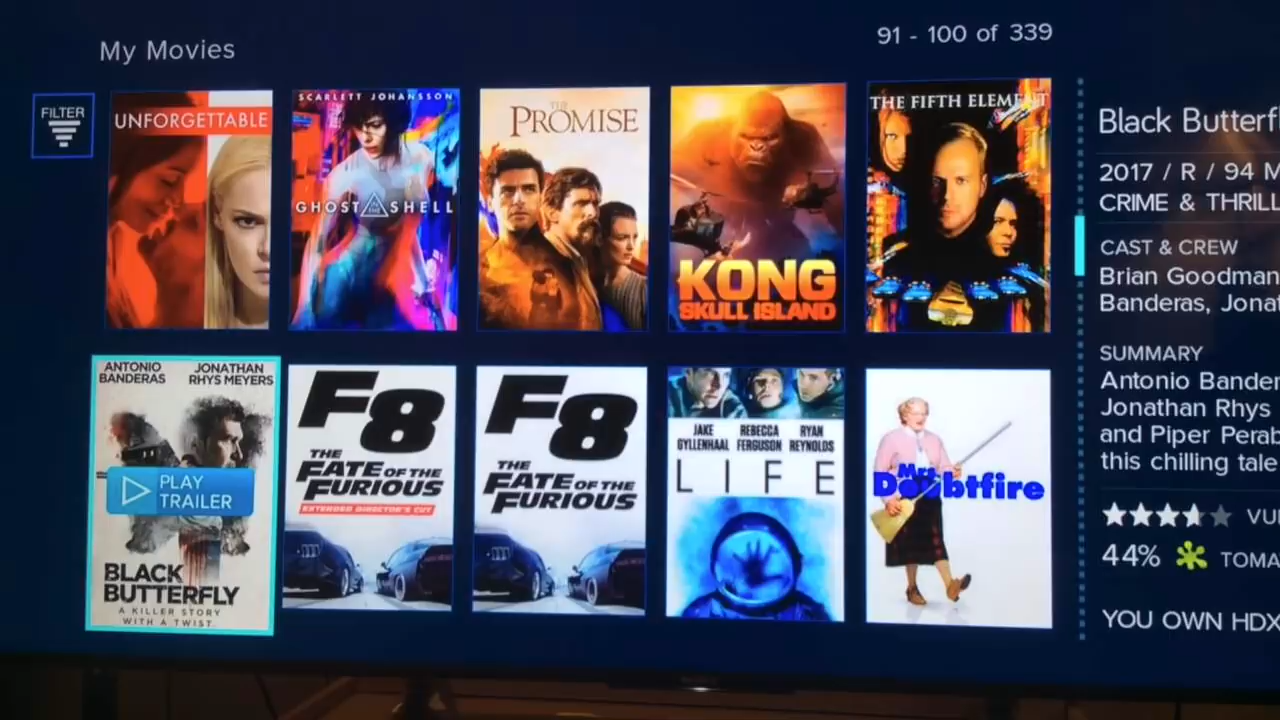 My Movies
91 - 100 of 339
FILTER
UNFORGETTABLE
SCARLETT JOHANSSON
GHOST IN THE SHELL
THE
PROMISE
KONG
SKULL ISLAND
THE FIFTH ELEMENT
ANTONIO BANDERAS
JONATHAN RHYS MEYERS
PLAY
TRAILER
BLACK
BUTTERFLY
A KILLER STORY
WITH A TWIST.
F8
THE
FATE OF THE
FURIOUS
EXTENDED DIRECTOR'S CUT
F8
THE
FATE OF THE
FURIOUS
JAKE GYLLENHAAL
REBECCA FERGUSON
RYAN REYNOLDS
LIFE
Mrs.
Doubtfire
Black Butterf
2017 / R / 94 M
CRIME & THRILL
CAST & CREW
Brian Goodman
Banderas, Jona
SUMMARY
Antonio Bander
Jonathan Rhys
and Piper Perab
this chilling tale
VU
44% TOMA
YOU OWN HDX